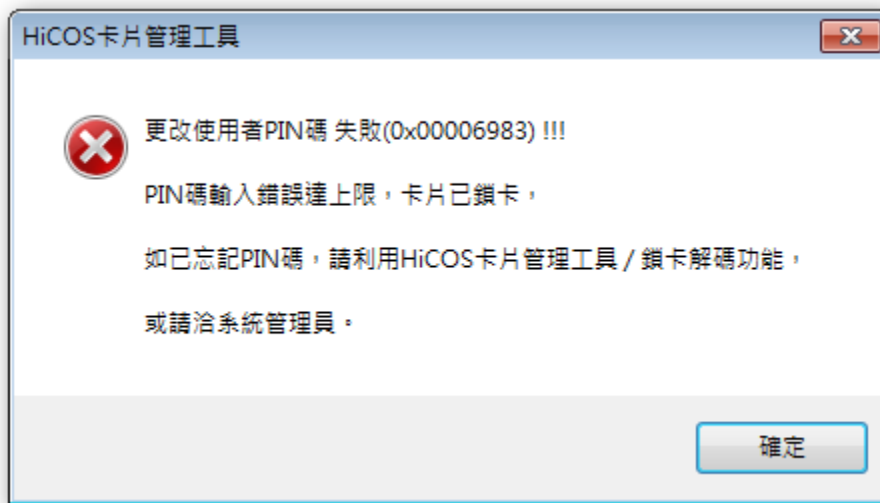 HiCOS卡片管理工具
更改使用者PIN碼 失敗(0x00006983) !!!
PIN碼輸入錯誤達上限，卡片已鎖卡，
如已忘記PIN碼，請利用HiCOS卡片管理工具 / 鎖卡解碼功能，
或請洽系統管理員。
確定